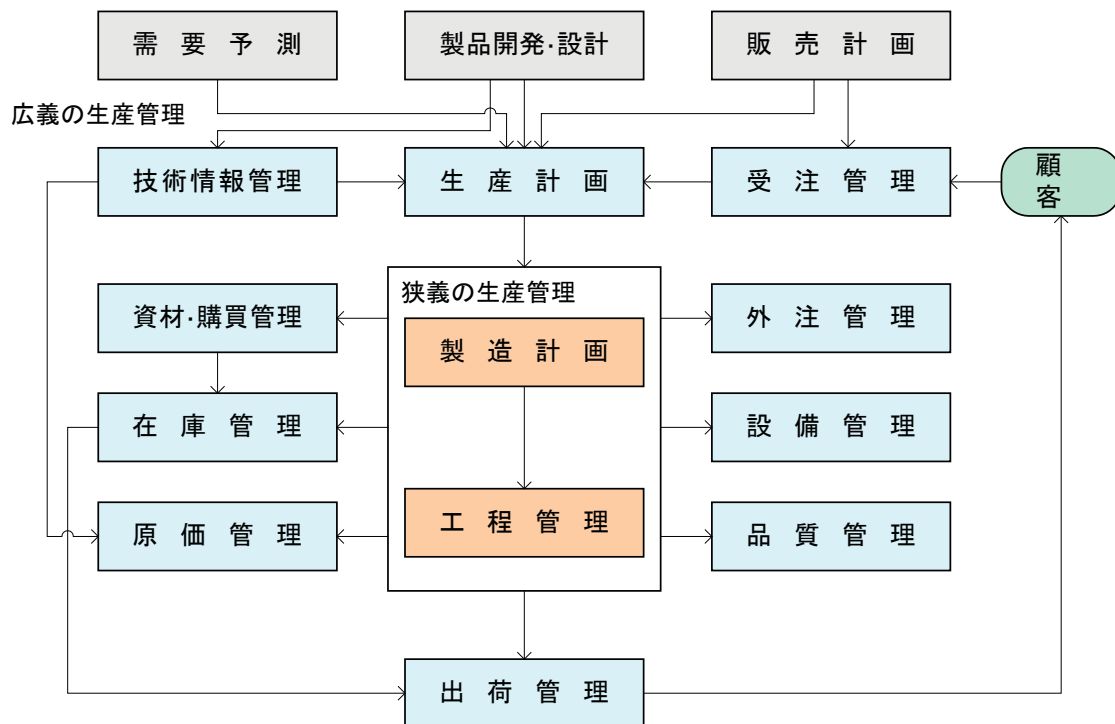 需要予測
製品開発･設計
販売計画
広義の生産管理
技術情報管理
生産計画
受注管理
顧
客
狭義の生産管理
資材･購買管理
製造計画
外注管理
在庫管理
設備管理
原価管理
工程管理
品質管理
出荷管理